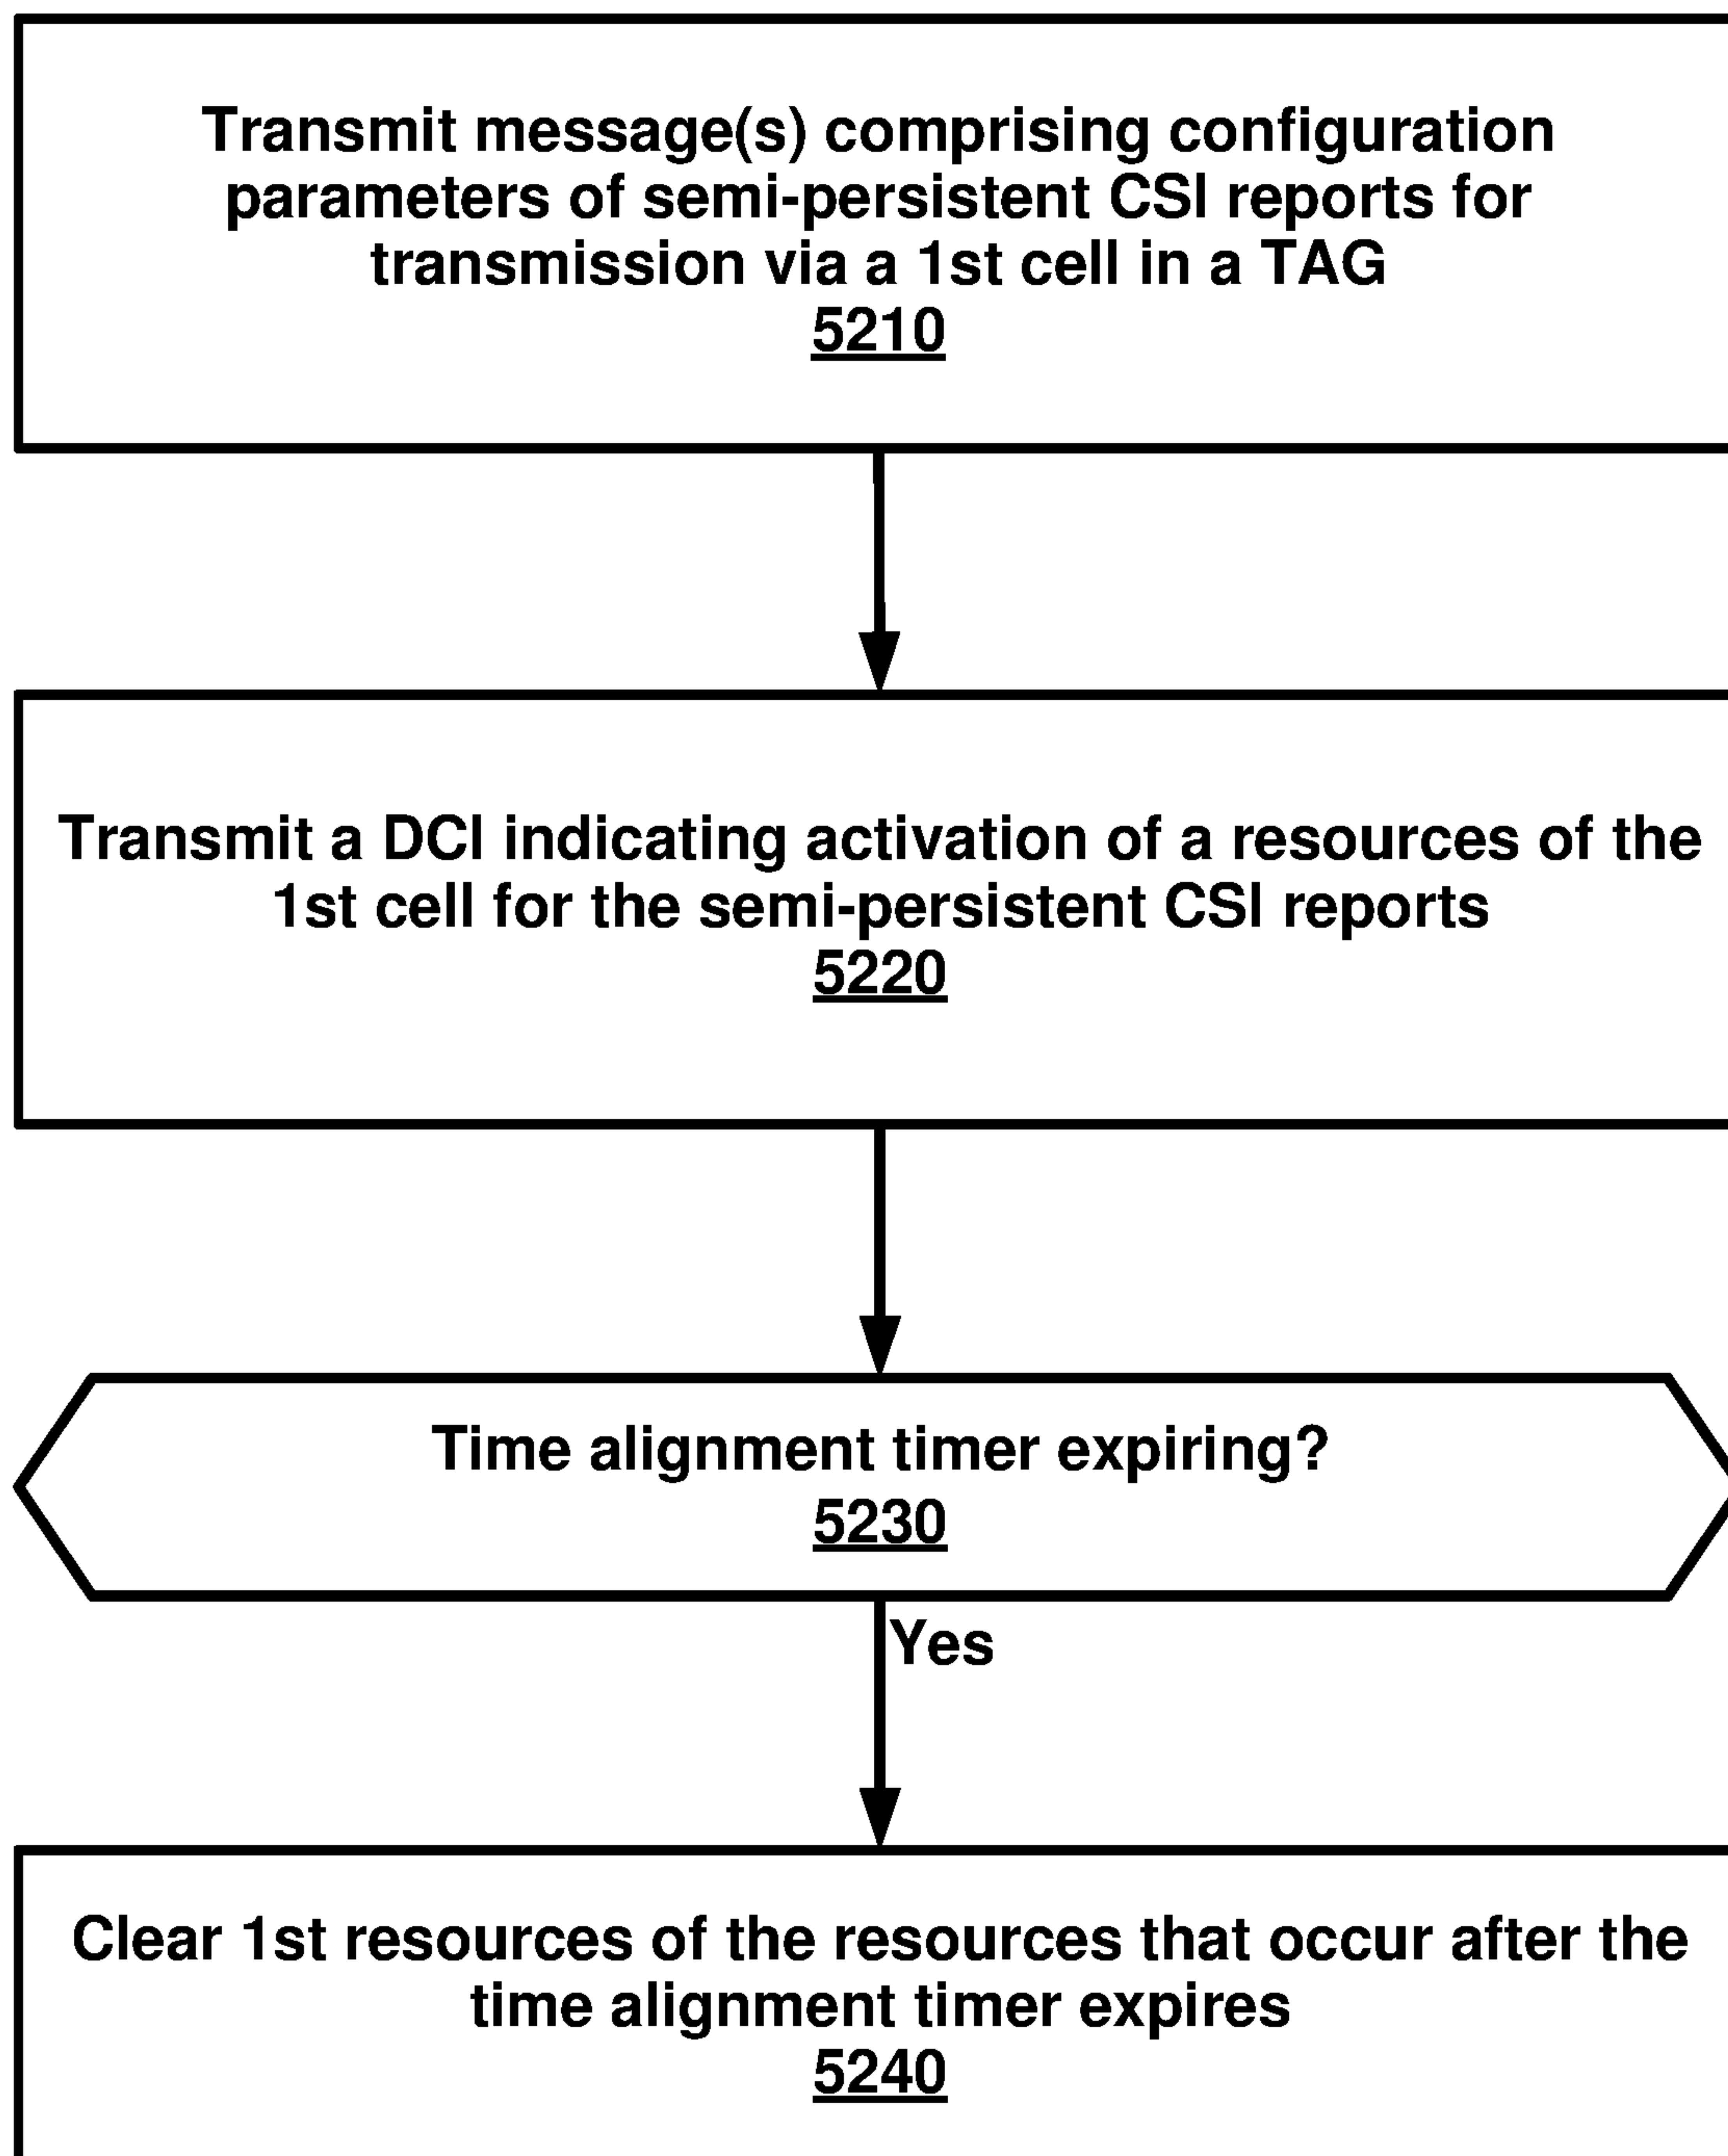 Transmit message(s) comprising configuration
parameters of semi-persistent CSI reports for
transmission via a 1st cell in a TAG
5210
Transmit a DCI indicating activation of a resources of the
1st cell for the semi-persistent CSI reports
5220
Time alignment timer expiring?
5230
Yes
Clear 1st resources of the resources that occur after the
time alignment timer expires
5240